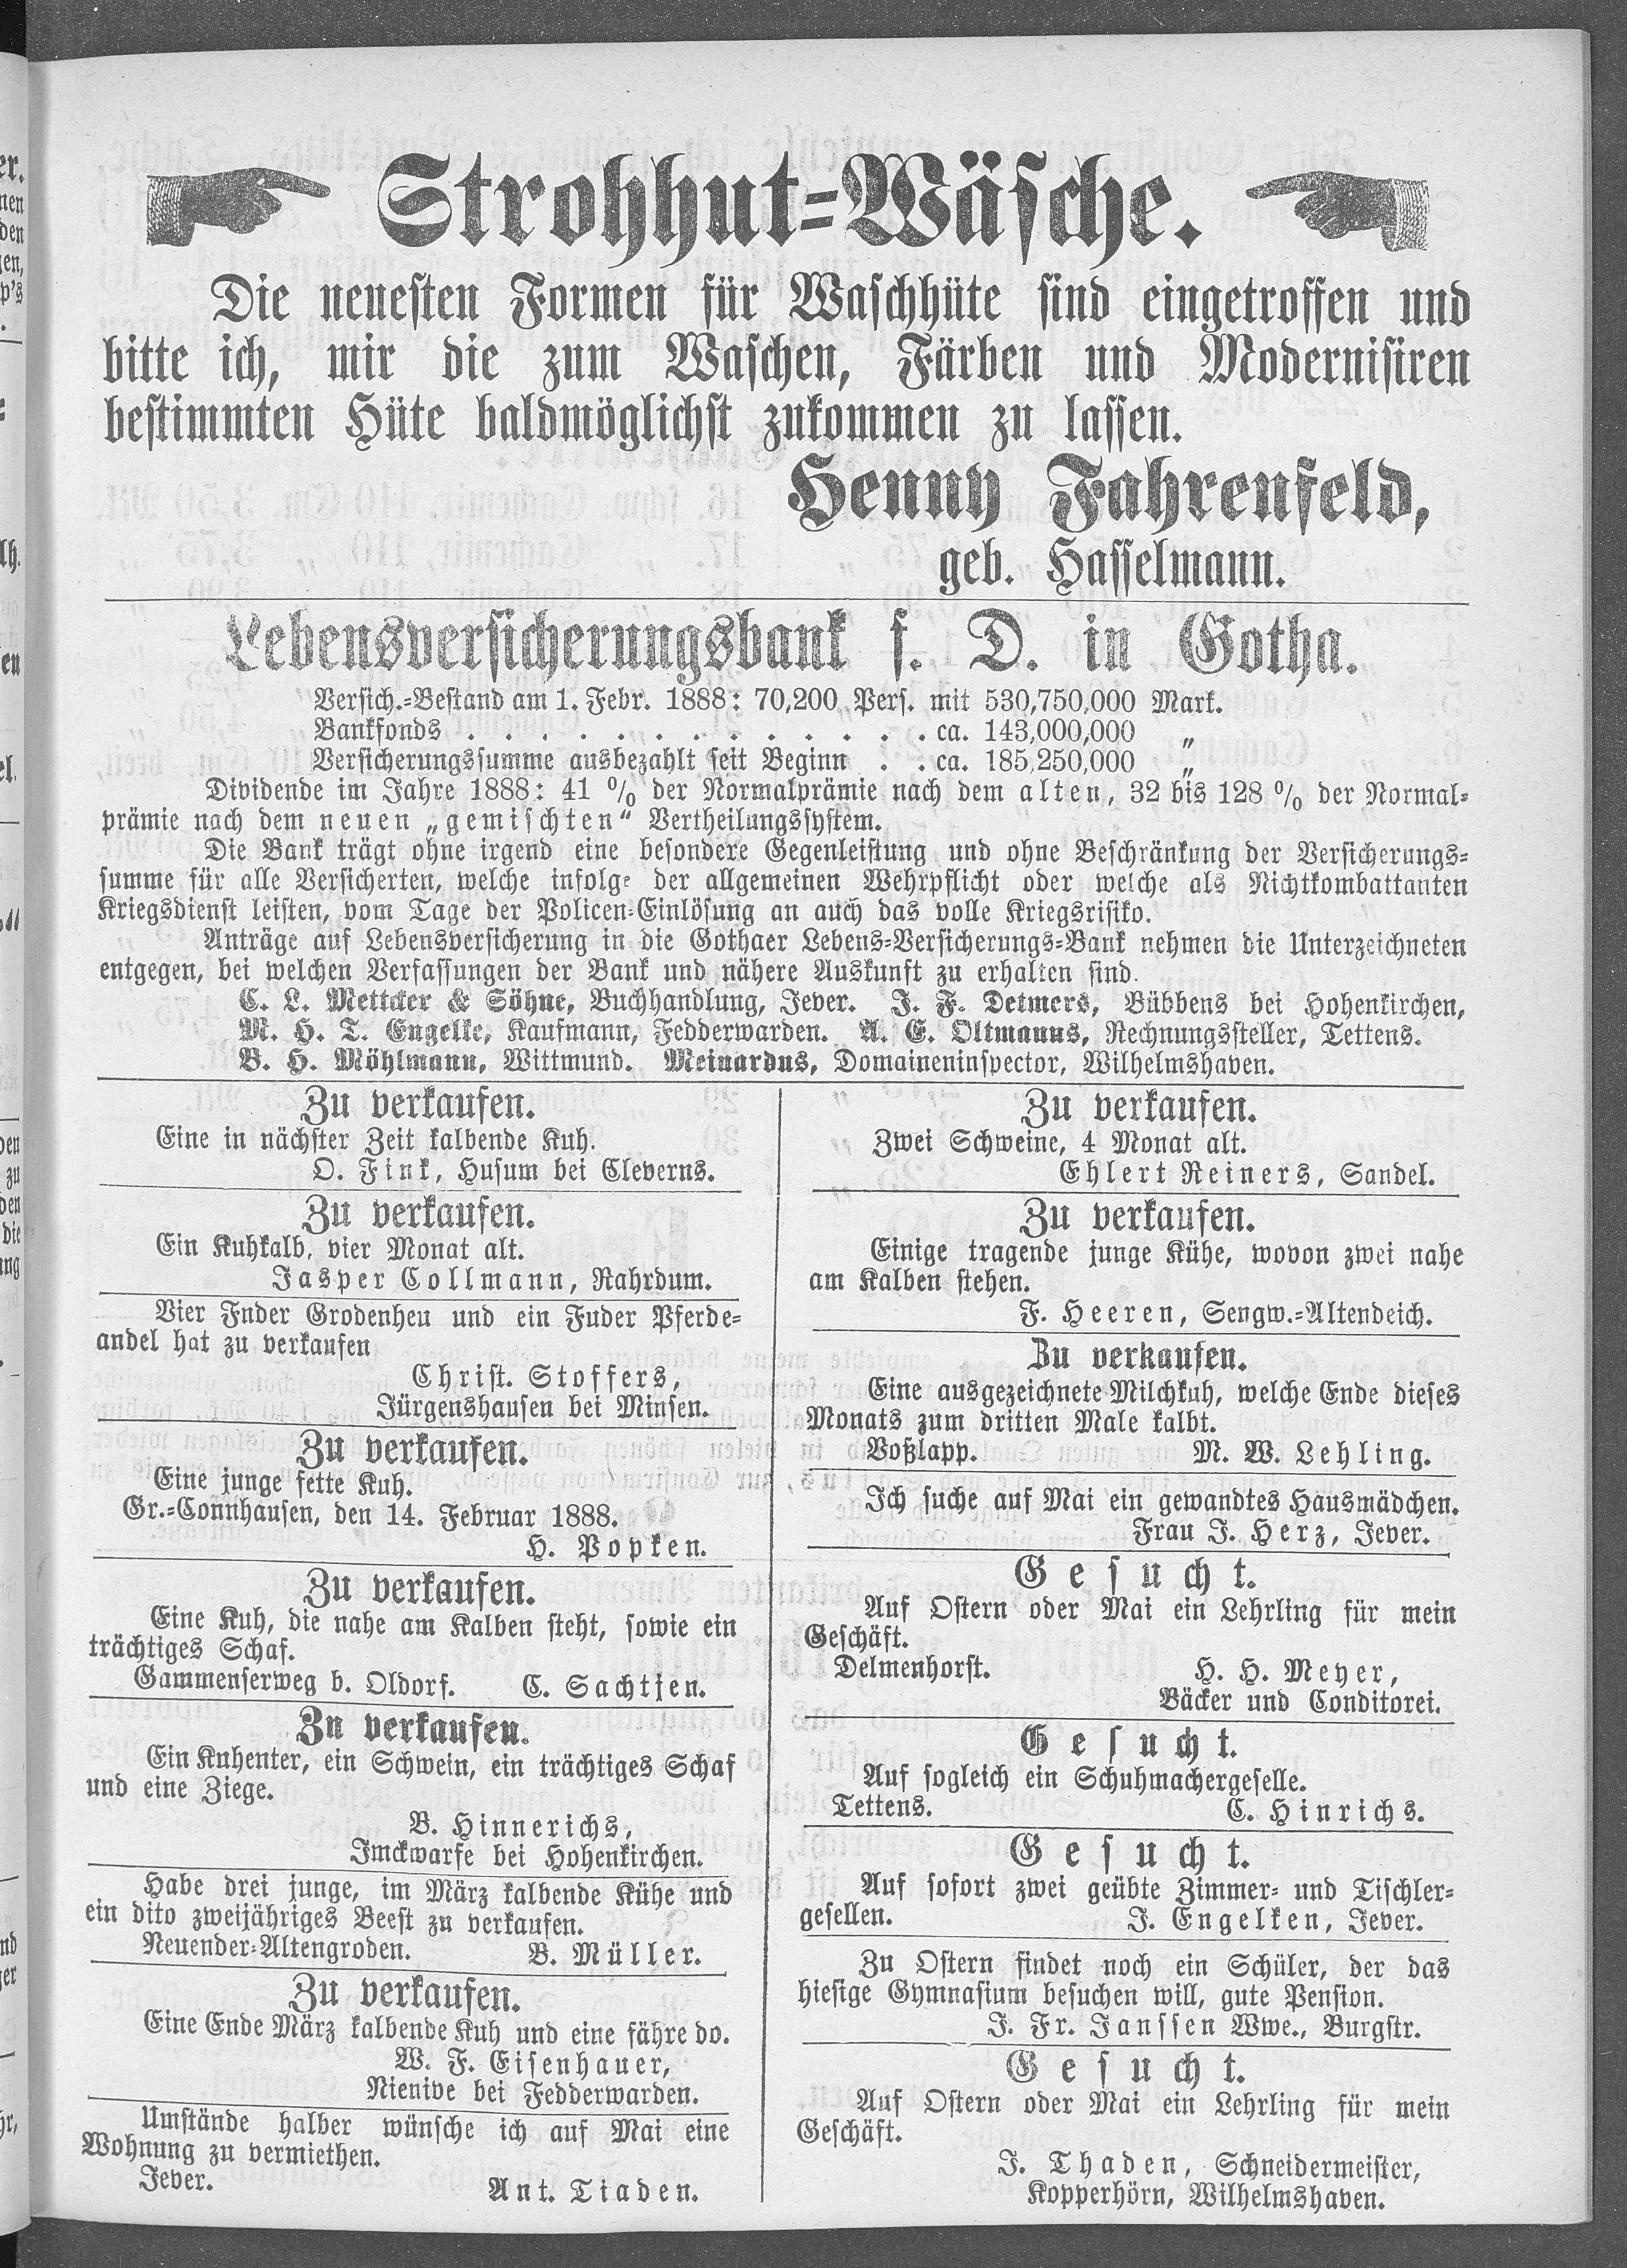 Strohhut-Wäsche.
Die neuesten Formen für Waschhüte sind eingetroffen und
bitte ich, mir die zum Waschen, Färben und Modernisiren
bestimmten Hüte baldmöglichst zukommen zu lassen.
Henny Fahrenfeld,
geb. Hasselmann.
Lebensversicherungsbank f. D. in Gotha.
Versich.-Bestand am 1. Febr. 1888: 70,200 Pers. mit 530,750,000 Mark.
Bankfonds . . . . . . . . . . . . . ca. 143,000,000 „
Versicherungssumme ausbezahlt seit Beginn . . ca. 185,250,000 „
Dividende im Jahre 1888: 41 % der Normalprämie nach dem alten, 32 bis 128 % der Normal-
prämie nach dem neuen „gemischten“ Vertheilungssystem.
Die Bank trägt ohne irgend eine besondere Gegenleistung und ohne Beschränkung der Versicherungs-
summe für alle Versicherten, welche infolge der allgemeinen Wehrpflicht oder welche als Nichtkombattanten
Kriegsdienst leisten, vom Tage der Policen-Einlösung an auch das volle Kriegsrisiko.
Anträge auf Lebensversicherung in die Gothaer Lebens-Versicherungs-Bank nehmen die Unterzeichneten
entgegen, bei welchen Verfassungen der Bank und nähere Auskunft zu erhalten sind.
C. L. Mettcker & Söhne, Buchhandlung, Jever. J. F. Detmers, Bübbens bei Hohenkirchen,
M. H. T. Engelke, Kaufmann, Fedderwarden. A. E. Oltmanns, Rechnungssteller, Tettens.
B. H. Möhlmann, Wittmund. Meinardus, Domaineninspector, Wilhelmshaven.
Zu verkaufen.
Eine in nächster Zeit kalbende Kuh.
O. Fink, Husum bei Cleverns.
Zu verkaufen.
Ein Kuhkalb, vier Monat alt.
Jasper Collmann, Rahrdum.
Vier Fuder Grodenheu und ein Fuder Pferde-
andel hat zu verkaufen
Christ. Stoffers,
Jürgenshausen bei Minsen.
Zu verkaufen.
Eine junge fette Kuh.
Gr.-Connhausen, den 14. Februar 1888.
H. Popken.
Zu verkaufen.
Eine Kuh, die nahe am Kalben steht, sowie ein
trächtiges Schaf.
Gammenserweg b. Oldorf. C. Sachtjen.
Zu verkaufen.
Ein Kuhenter, ein Schwein, ein trächtiges Schaf
und eine Ziege.
B. Hinnerichs,
Imckwarfe bei Hohenkirchen.
Habe drei junge, im März kalbende Kühe und
ein dito zweijähriges Beest zu verkaufen.
Neuender-Altengroden. B. Müller.
Zu verkaufen.
Eine Ende März kalbende Kuh und eine fähre do.
W. F. Eisenhauer,
Nienive bei Fedderwarden.
Umstände halber wünsche ich auf Mai eine
Wohnung zu vermiethen.
Jever. Ant. Tiaden.
Zu verkaufen.
Zwei Schweine, 4 Monat alt.
Ehlert Reiners, Sandel.
Zu verkaufen.
Einige tragende junge Kühe, wovon zwei nahe
am Kalben stehen.
F. Heeren, Sengw.-Altendeich.
Zu verkaufen.
Eine ausgezeichnete Milchkuh, welche Ende dieses
Monats zum dritten Male kalbt.
Voßlapp. M. W. Lehling.
Ich suche auf Mai ein gewandtes Hausmädchen.
Frau J. Herz, Jever.
Gesucht.
Auf Ostern oder Mai ein Lehrling für mein
Geschäft.
Delmenhorst. H. H. Meyer,
Bäcker und Conditorei.
Gesucht.
Auf sogleich ein Schuhmachergeselle.
Tettens. C. Hinrichs.
Gesucht.
Auf sofort zwei geübte Zimmer- und Tischler-
gesellen. J. Engelken, Jever.
Zu Ostern findet noch ein Schüler, der das
hiesige Gymnasium besuchen will, gute Pension.
J. Fr. Janssen Wwe., Burgstr.
Gesucht.
Auf Ostern oder Mai ein Lehrling für mein
Geschäft.
J. Thaden, Schneidermeister,
Kopperhörn, Wilhelmshaven.